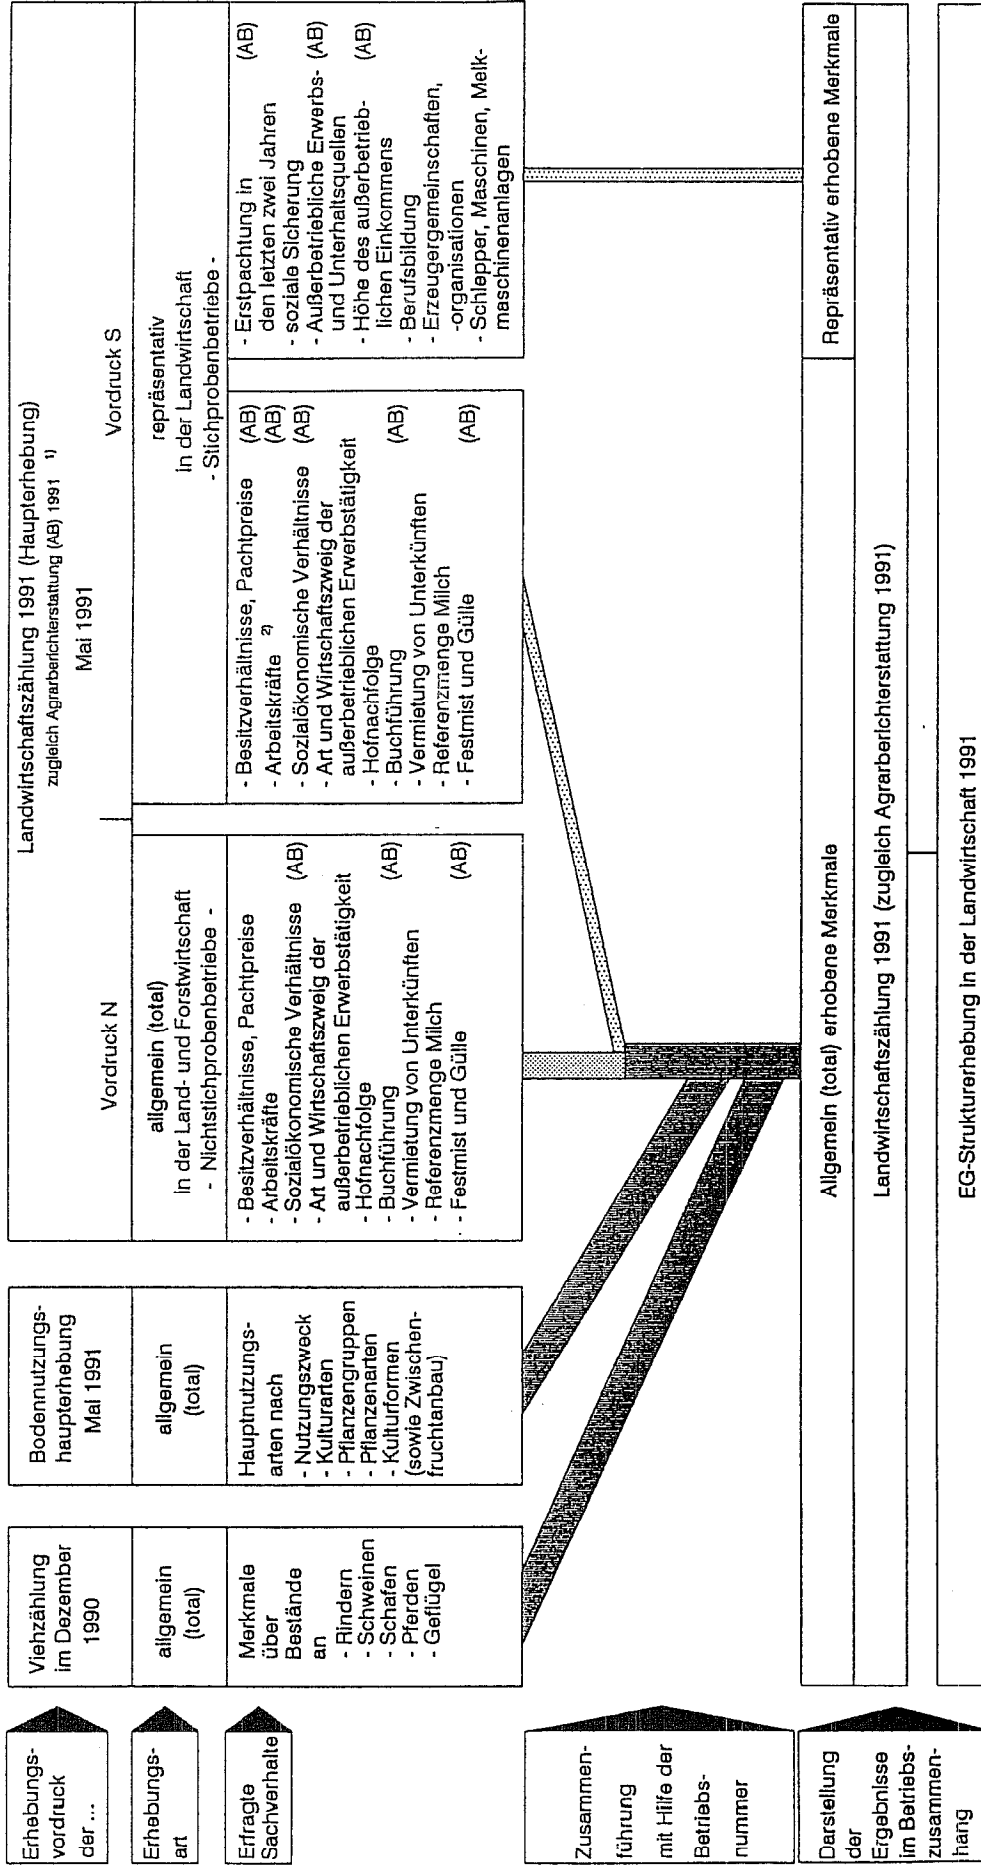 Erhebungs-
vordruck
der ...
Viehzählung
im Dezember
1990
Bodennutzungs-
haupterhebung
Mai 1991
Landwirtschaftszählung 1991 (Haupterhebung)
zugleich Agrarberichterstattung (AB) 1991 1)
Mai 1991
Vordruck N
Vordruck S
Erhebungs-
art
allgemein
(total)
allgemein
(total)
allgemein (total)
in der Land- und Forstwirtschaft
- Nichtstichprobenbetriebe -
repräsentativ
in der Landwirtschaft
- Stichprobenbetriebe -
Erfragte
Sachverhalte
Merkmale
über
Bestände
an
- Rindern
- Schweinen
- Schafen
- Pferden
- Geflügel
Hauptnutzungs-
arten nach
- Nutzungszweck
- Kulturarten
- Pflanzengruppen
- Pflanzenarten
- Kulturformen
(sowie Zwischen-
fruchtanbau)
- Besitzverhältnisse, Pachtpreise
- Arbeitskräfte
- Sozialökonomische Verhältnisse (AB)
- Art und Wirtschaftszweig der
außerbetrieblichen Erwerbstätigkeit
- Hofnachfolge
- Buchführung (AB)
- Vermietung von Unterkünften
- Referenzmenge Milch
- Festmist und Gülle (AB)
- Besitzverhältnisse, Pachtpreise (AB)
- Arbeitskräfte 2) (AB)
- Sozialökonomische Verhältnisse (AB)
- Art und Wirtschaftszweig der
außerbetrieblichen Erwerbstätigkeit
- Hofnachfolge
- Buchführung (AB)
- Vermietung von Unterkünften
- Referenzmenge Milch
- Festmist und Gülle (AB)
- Erstpachtung in (AB)
den letzten zwei Jahren
- soziale Sicherung
- Außerbetriebliche Erwerbs- (AB)
und Unterhaltsquellen
- Höhe des außerbetrieb- (AB)
lichen Einkommens
- Berufsbildung
- Erzeugergemeinschaften,
-organisationen
- Schlepper, Maschinen, Melk-
maschinenanlagen
Zusammen-
führung
mit Hilfe der
Betriebs-
nummer
Darstellung
der
Ergebnisse
im Betriebs-
zusammen-
hang
Allgemein (total) erhobene Merkmale
Repräsentativ erhobene Merkmale
Landwirtschaftszählung 1991 (zugleich Agrarberichterstattung 1991)
EG-Strukturerhebung in der Landwirtschaft 1991